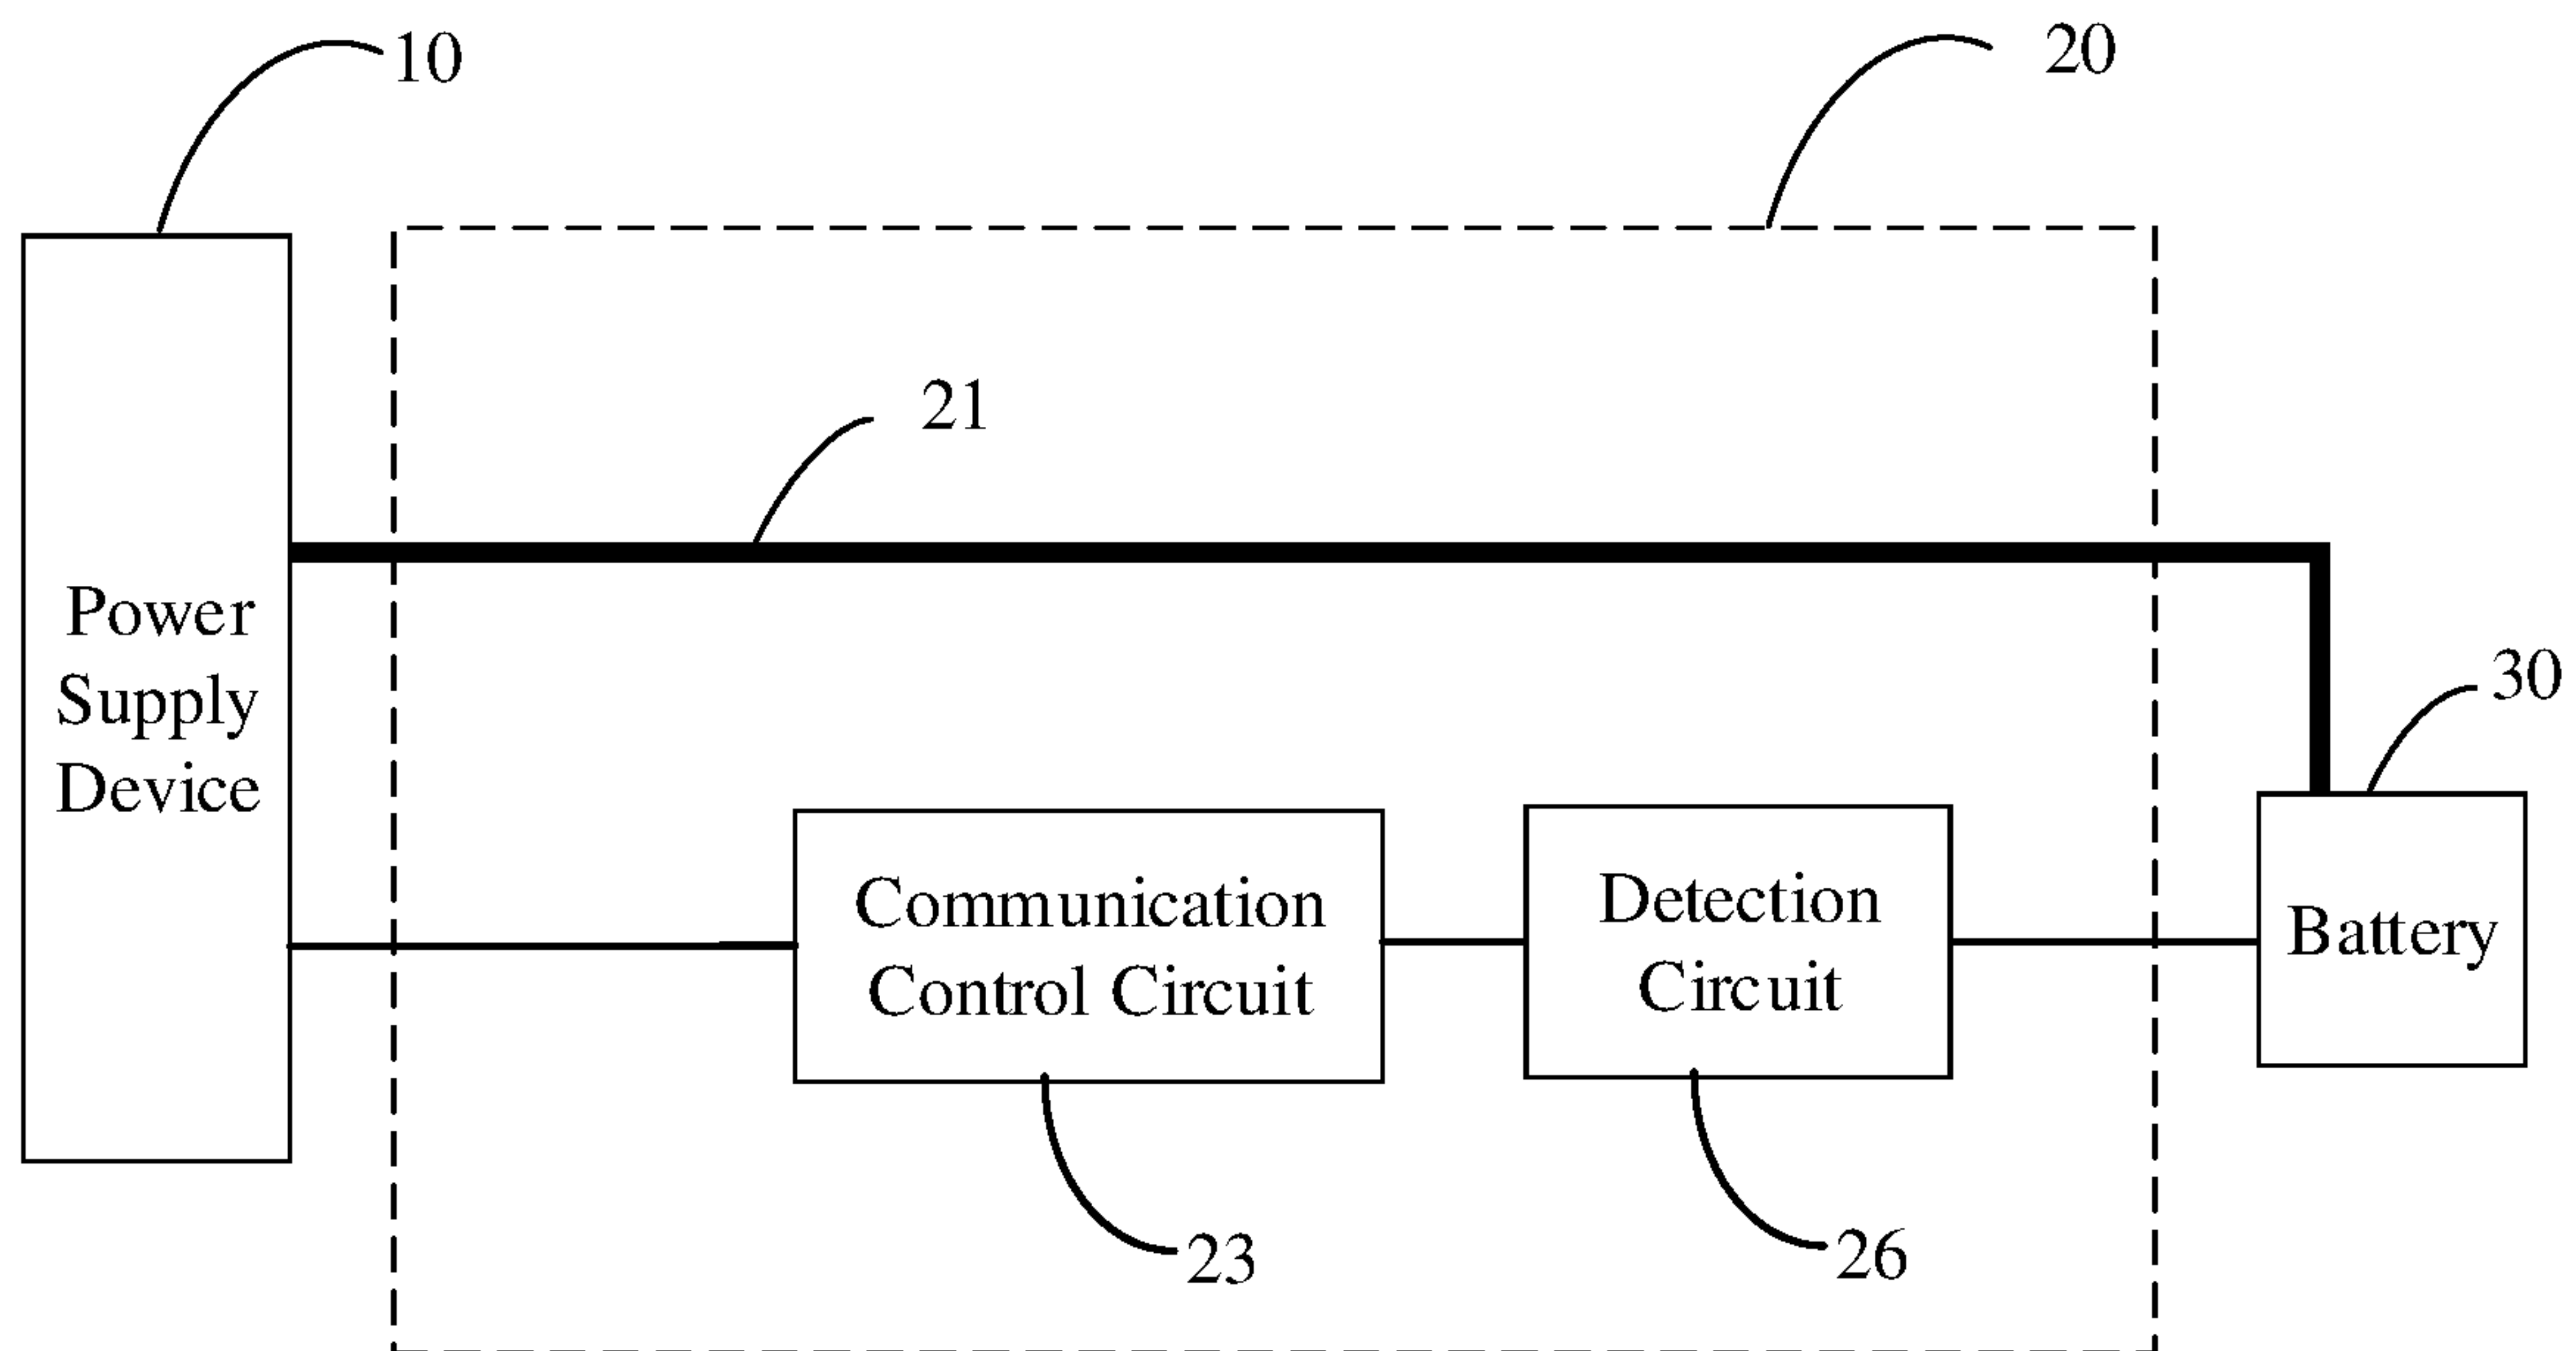 10
20
21
Power
Supply
Device
30
Communication
Control Circuit
Detection
Circuit
Battery
23
26